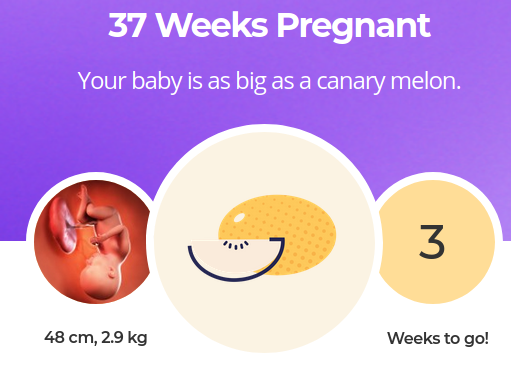 37 Weeks Pregnant
Your baby is as big as a canary melon.
3
48 cm, 2.9 kg
Weeks to go!